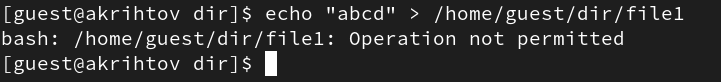 [guest@akrihtov dir]$ echo "abcd" > /home/guest/dir/file1
bash: /home/guest/dir/file1: Operation not permitted
[guest@akrihtov dir]$